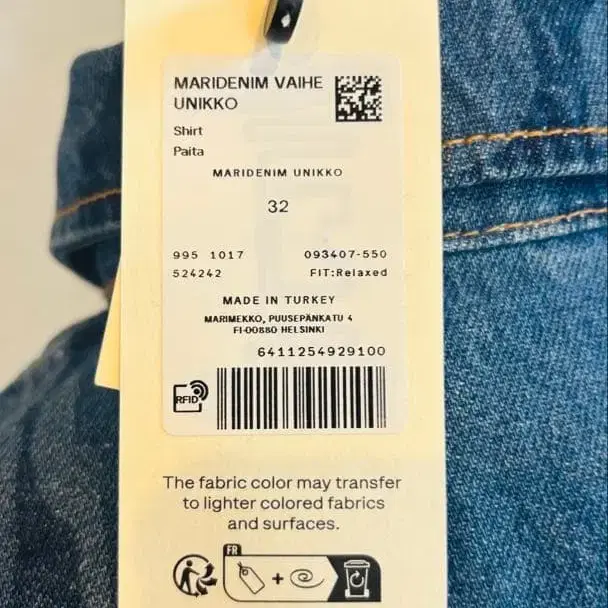 MARIDENIM VAIHE
UNIKKO
Shirt
Paita
MARIDENIM UNIKKO
32
995 1017 093407-550
524242 FIT:Relaxed
MADE IN TURKEY
MARIMEKKO, PUUSEPÄNKATU 4
FI-00880 HELSINKI
6411254929100
RFID
The fabric color may transfer
to lighter colored fabrics
and surfaces.
FR
+